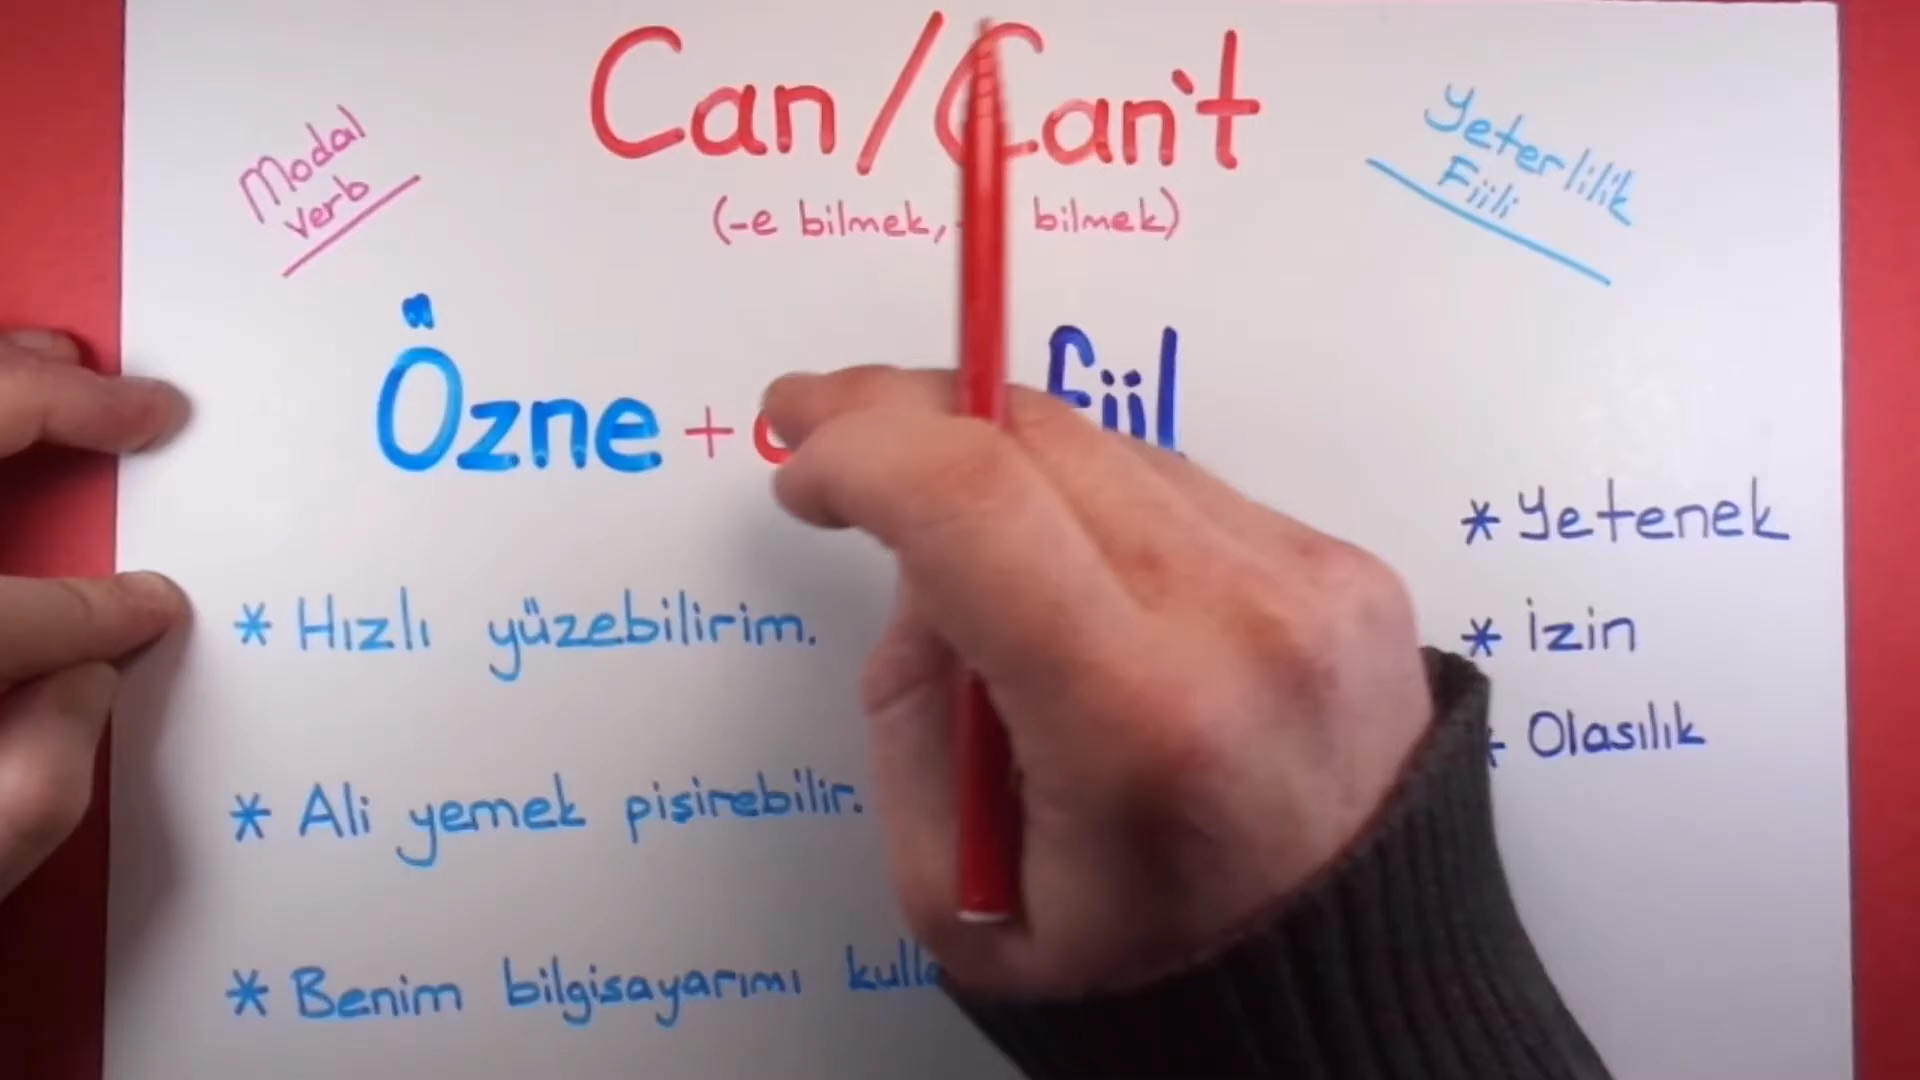 Can/Can't
Modal
verb
Yeterlilik
Fiili
(-e bilmek, bilmek)
Özne + fiil
* Yetenek
* Hızlı yüzebilirim.
* İzin
* Olasılık
* Ali yemek pişirebilir.
* Benim bilgisayarımı